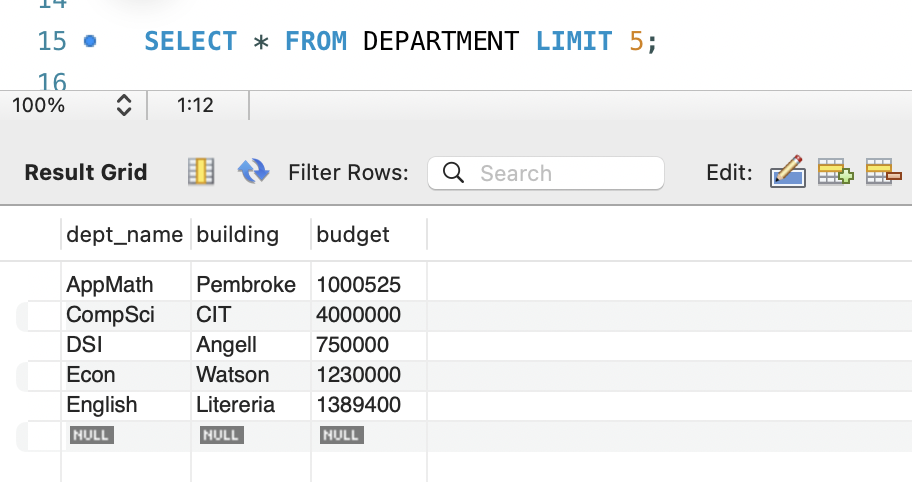 14
15 SELECT * FROM DEPARTMENT LIMIT 5;
16
100% 1:12
Result Grid Filter Rows: Search Edit:
dept_name building budget
AppMath Pembroke 1000525
CompSci CIT 4000000
DSI Angell 750000
Econ Watson 1230000
English Litereria 1389400
NULL NULL NULL